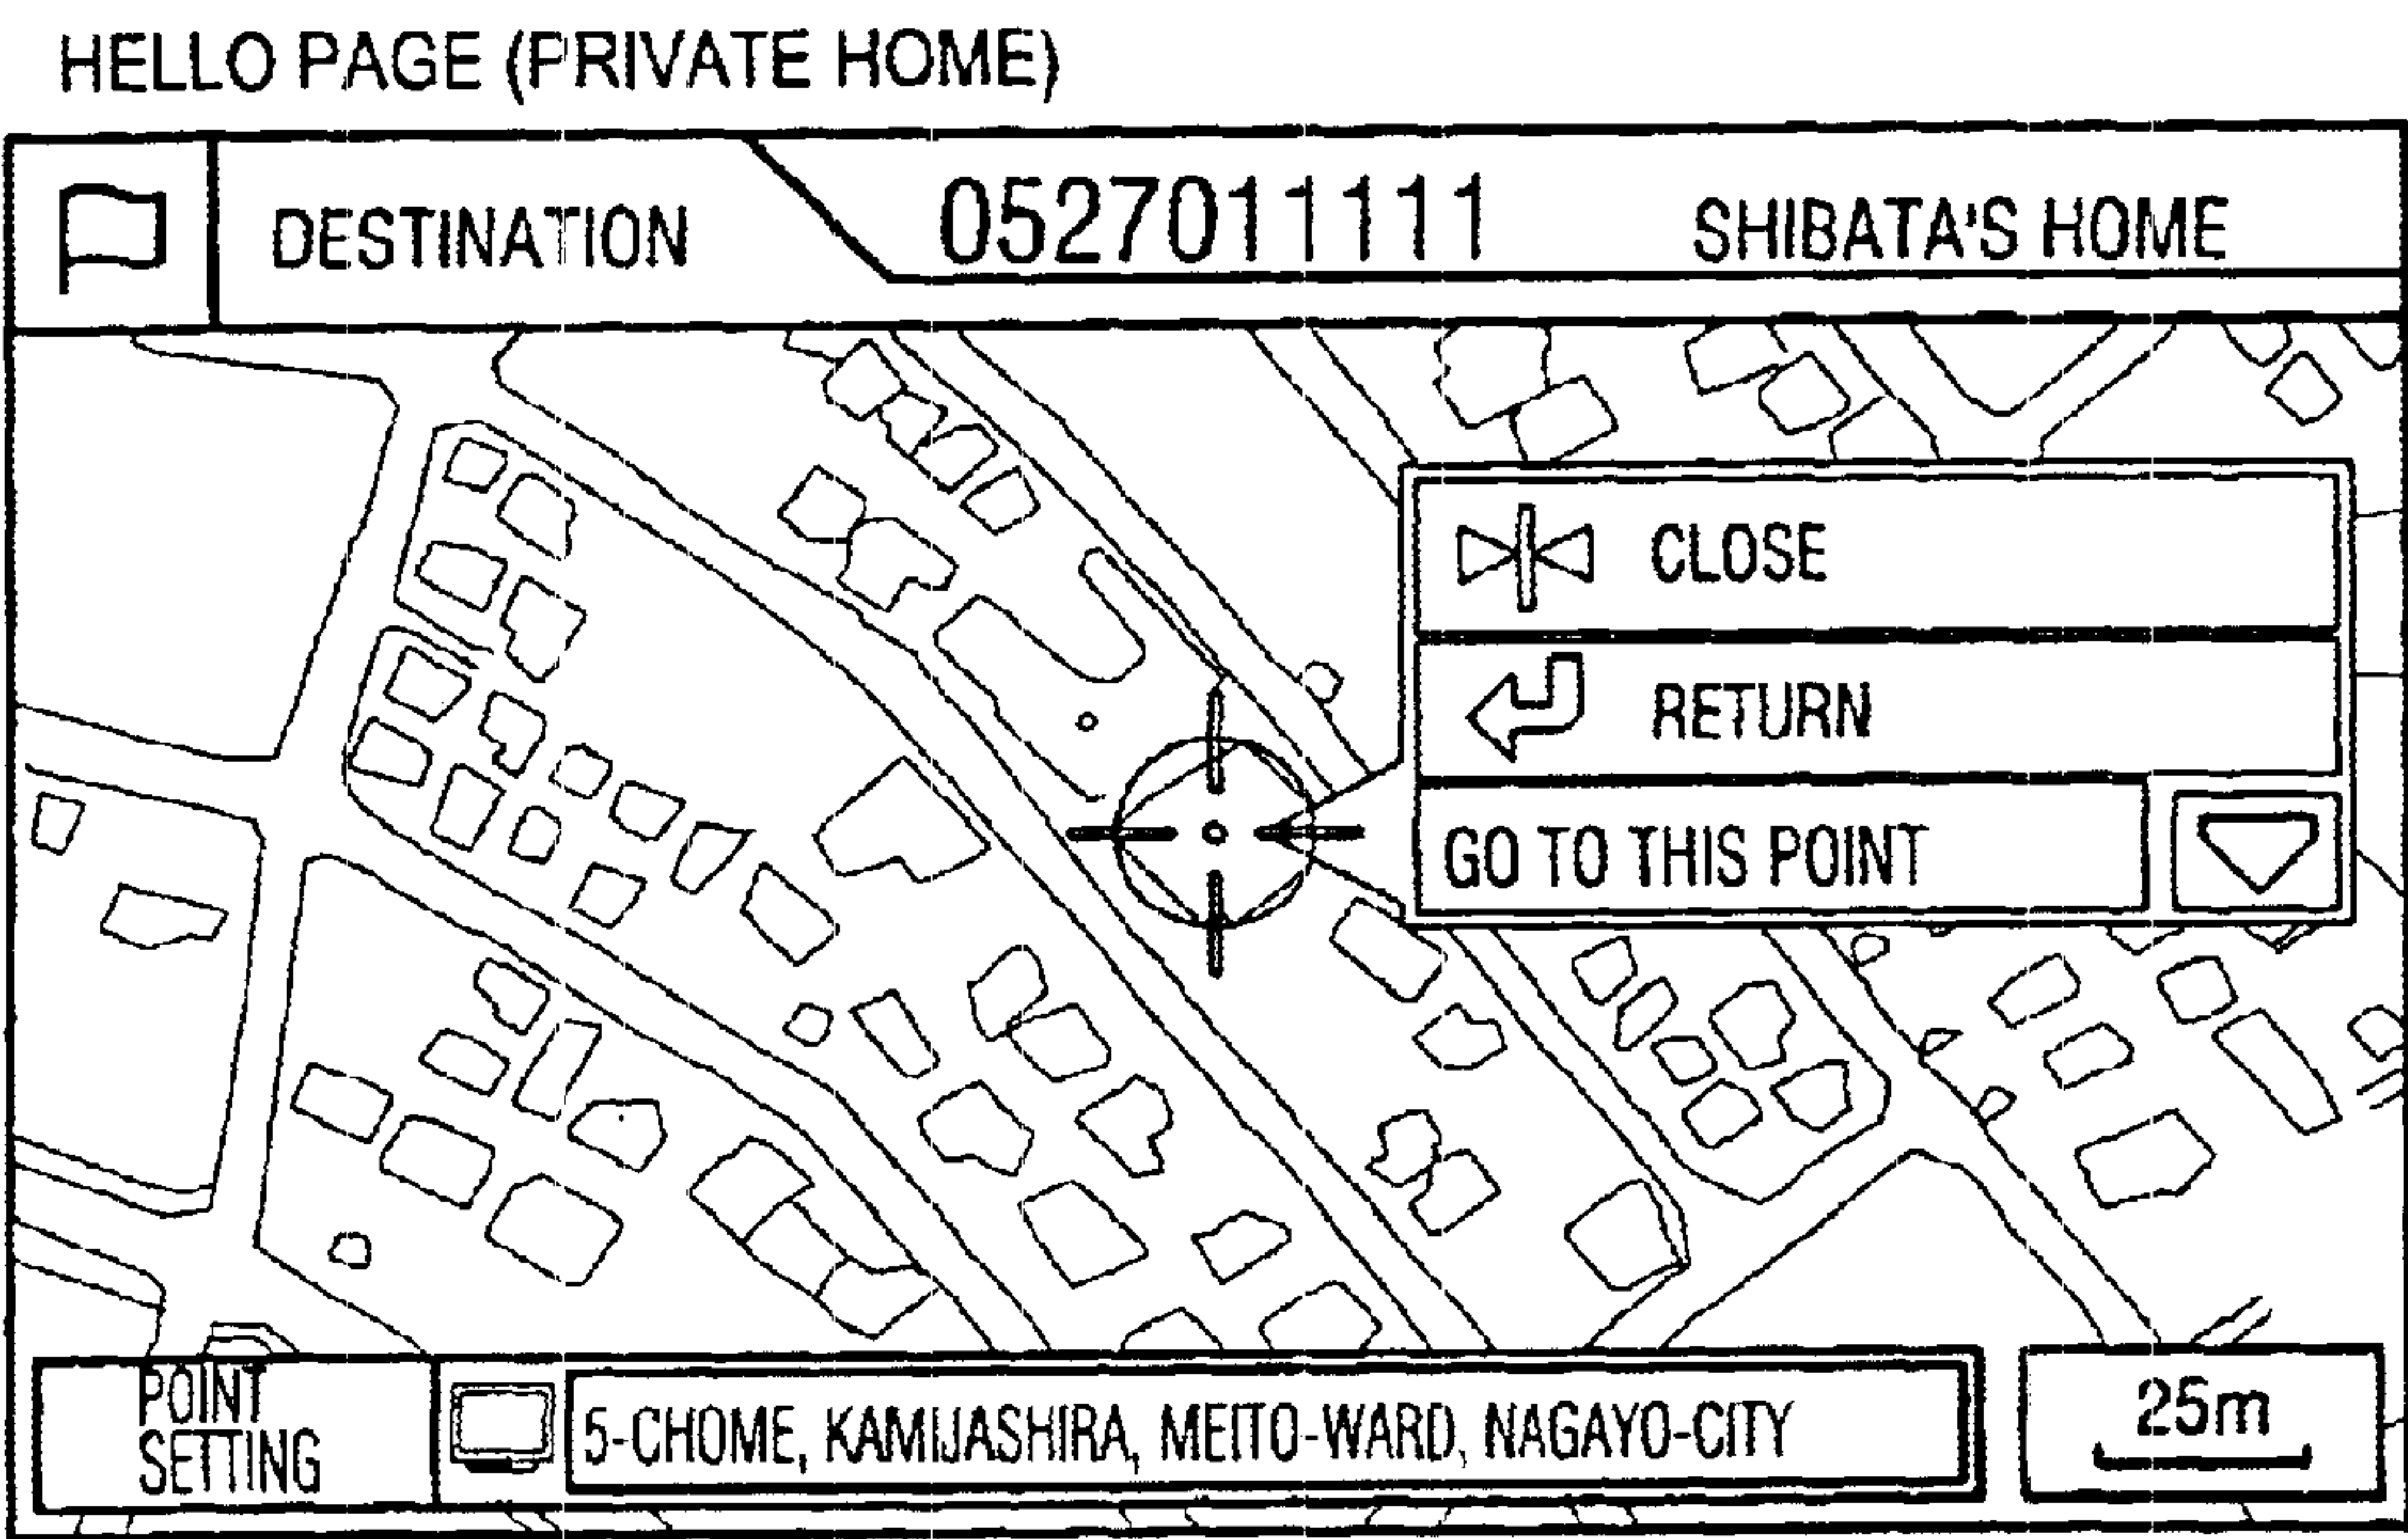 HELLO PAGE (PRIVATE HOME)
DESTINATION
0527011111
SHIBATA'S HOME
CLOSE
RETURN
GO TO THIS POINT
POINT
SETTING
5-CHOME, KAMIJASHIRA, MEITO-WARD, NAGAYO-CITY
25m